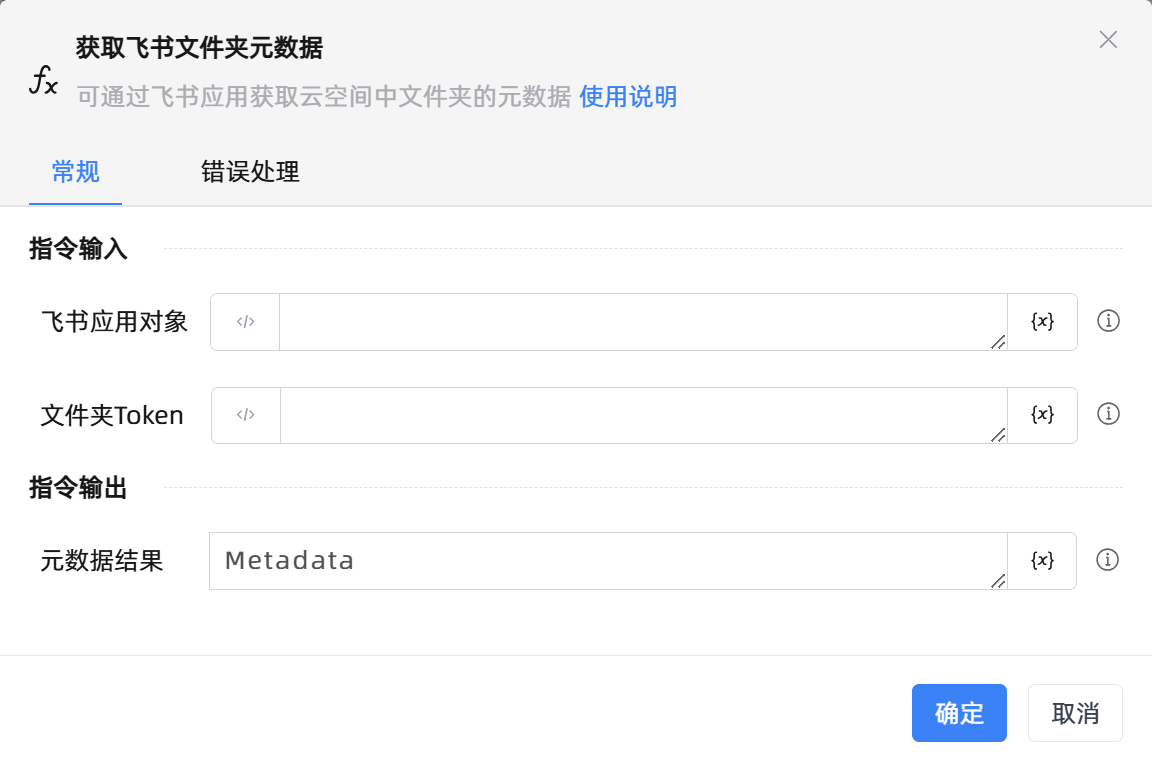 获取飞书文件夹元数据
fx
可通过飞书应用获取云空间中文件夹的元数据 使用说明
常规 错误处理
指令输入
飞书应用对象 </> {x}
文件夹Token </> {x}
指令输出
元数据结果 Metadata {x}
确定 取消